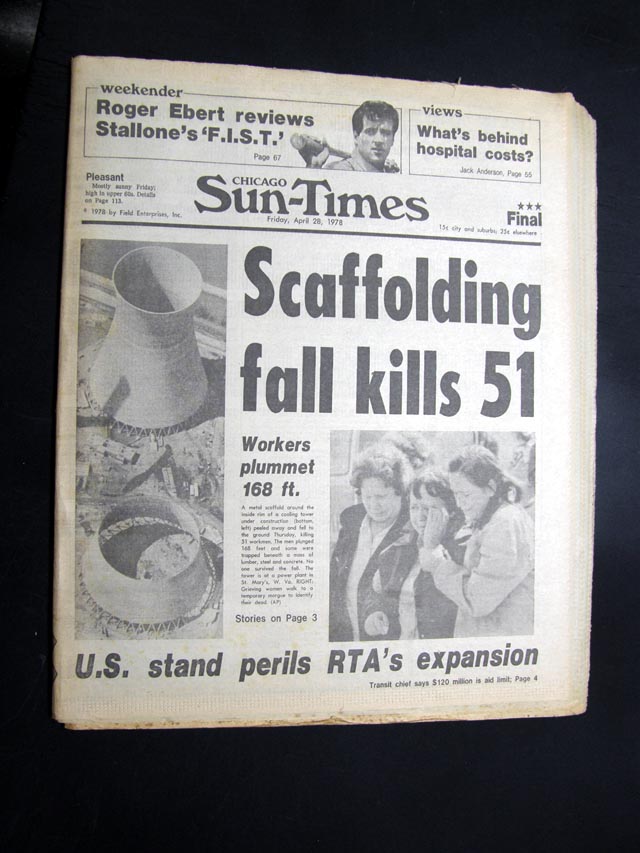 weekender
Roger Ebert reviews
Stallone's 'F.I.S.T.'
Page 67
views
What's behind
hospital costs?
Jack Anderson, Page 55
Pleasant
Mostly sunny Friday;
high in upper 60s. Details
on Page 113.
© 1978 by Field Enterprises, Inc.
CHICAGO
Sun-Times
Friday, April 28, 1978
★★★
Final
15¢ city and suburbs; 25¢ elsewhere
Scaffolding
fall kills 51
Workers
plummet
168 ft.
A metal scaffold around the
inside rim of a cooling tower
under construction (bottom,
left) peeled away and fell to
the ground Thursday, killing
51 workmen. The men plunged
168 feet and some were
trapped beneath a mass of
lumber, steel and concrete. No
one survived the fall. The
tower is at a power plant in
St. Mary's, W. Va. RIGHT:
Grieving women walk to a
temporary morgue to identify
their dead. (AP)
Stories on Page 3
U.S. stand perils RTA's expansion
Transit chief says $120 million is aid limit; Page 4